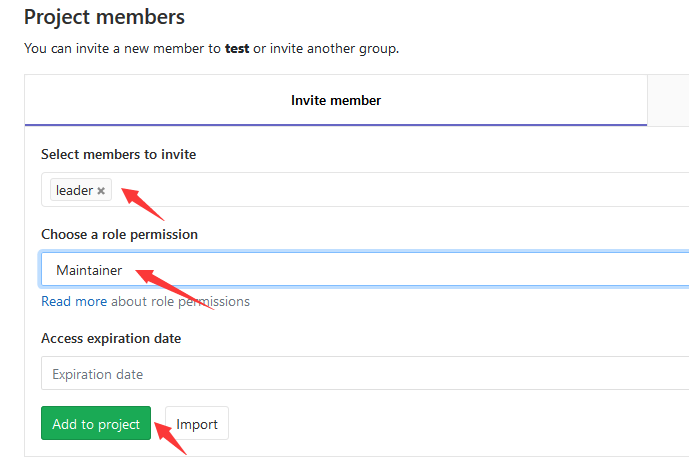 Project members
You can invite a new member to test or invite another group.
Invite member
Select members to invite
leader ×
Choose a role permission
Maintainer
Read more about role permissions
Access expiration date
Expiration date
Add to project
Import